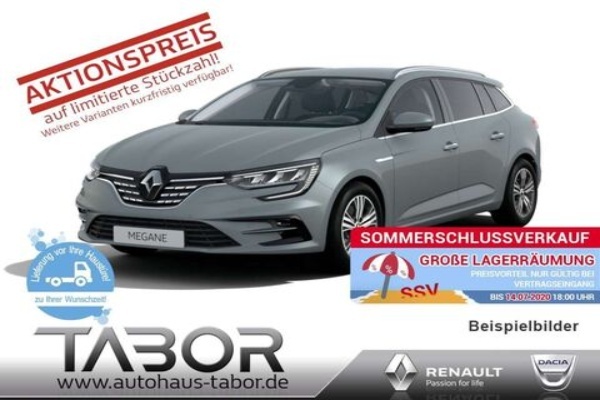 AKTIONSPREIS
auf limitierte Stückzahl!
Weitere Varianten kurzfristig verfügbar!
MEGANE
Lieferung vor Ihre Haustüre!
zu Ihrer Wunschzeit!
SOMMERSCHLUSSVERKAUF
GROßE LAGERRÄUMUNG
PREISVORTEIL NUR GÜLTIG BEI
VERTRAGSEINGANG
SSV
BIS 14.07.2020 18:00 UHR
Beispielbilder
TABOR
www.autohaus-tabor.de
RENAULT
Passion for life
DACIA